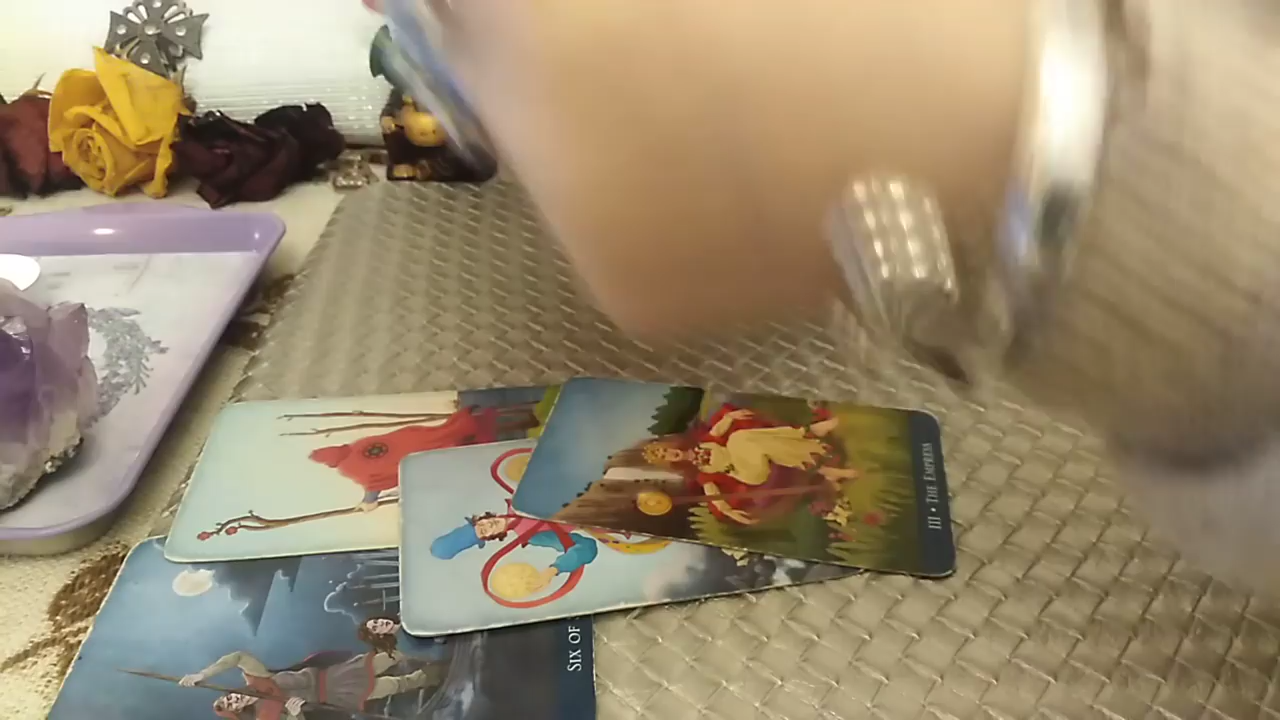 III • THE EMPRESS
SIX OF